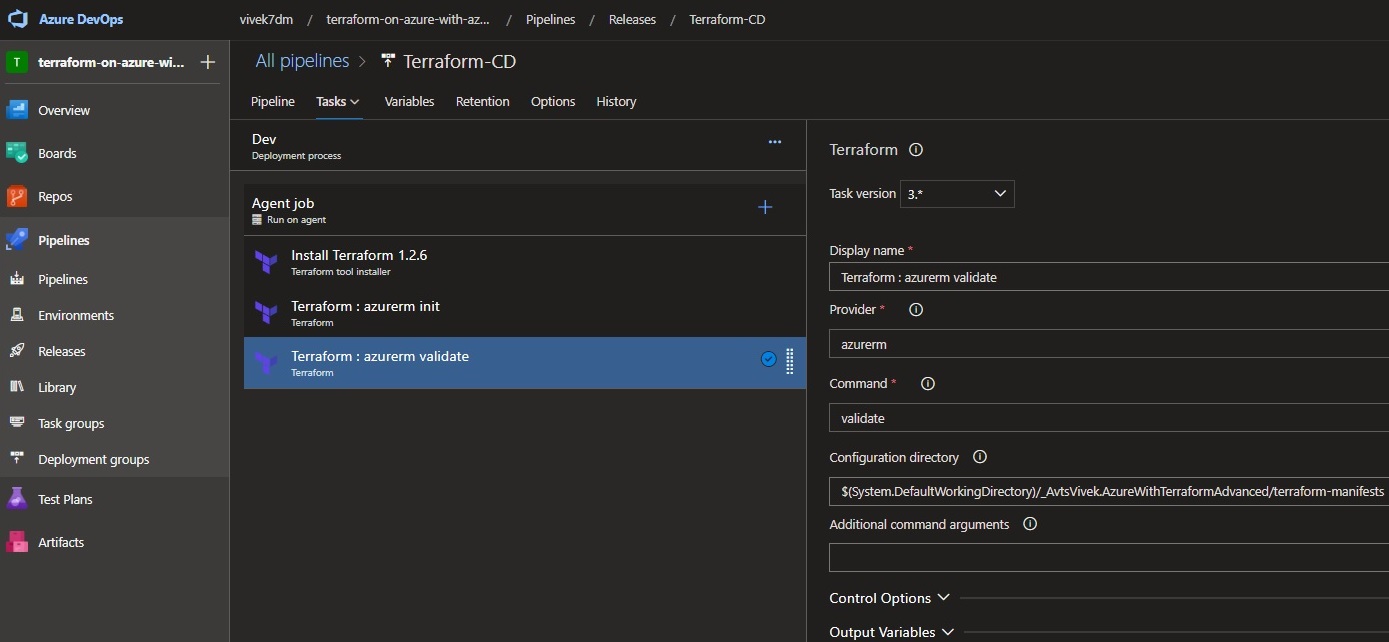 Azure DevOps
vivek7dm / terraform-on-azure-with-az... / Pipelines / Releases / Terraform-CD
T terraform-on-azure-wi... +
Overview
Boards
Repos
Pipelines
Pipelines
Environments
Releases
Library
Task groups
Deployment groups
Test Plans
Artifacts
All pipelines > Terraform-CD
Pipeline Tasks Variables Retention Options History
Dev
Deployment process
Agent job
Run on agent
Install Terraform 1.2.6
Terraform tool installer
Terraform : azurerm init
Terraform
Terraform : azurerm validate
Terraform
Terraform
Task version 3.*
Display name *
Terraform : azurerm validate
Provider *
azurerm
Command *
validate
Configuration directory
$(System.DefaultWorkingDirectory)/_AvtsVivek.AzureWithTerraformAdvanced/terraform-manifests
Additional command arguments
Control Options
Output Variables